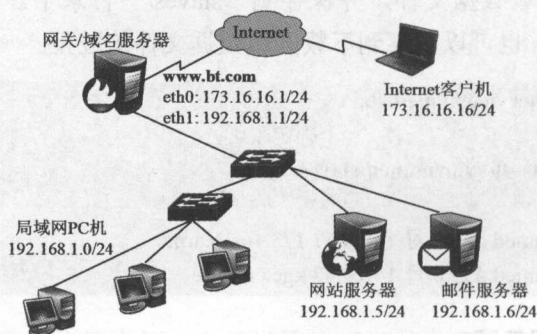 网关/域名服务器
Internet
www.bt.com
eth0: 173.16.16.1/24
eth1: 192.168.1.1/24
Internet客户机
173.16.16.16/24
局域网PC机
192.168.1.0/24
网站服务器
192.168.1.5/24
邮件服务器
192.168.1.6/24